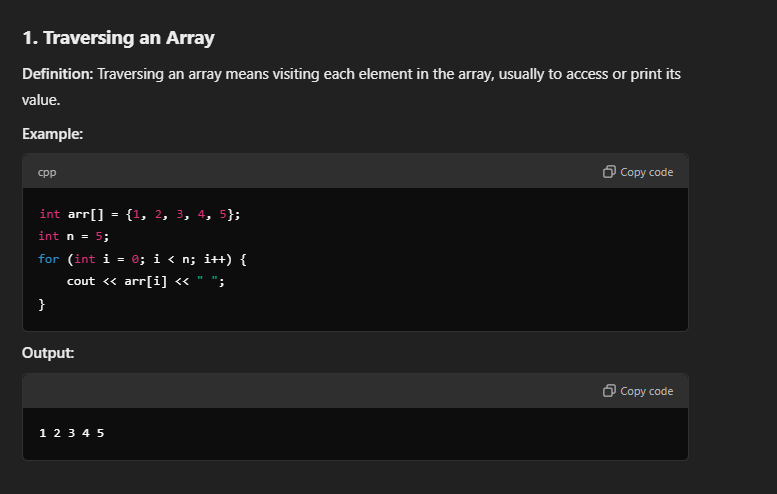 1. Traversing an Array
Definition: Traversing an array means visiting each element in the array, usually to access or print its
value.
Example:
cpp
Copy code
int arr[] = {1, 2, 3, 4, 5};
int n = 5;
for (int i = 0; i < n; i++) {
    cout << arr[i] << " ";
}
Output:
Copy code
1 2 3 4 5